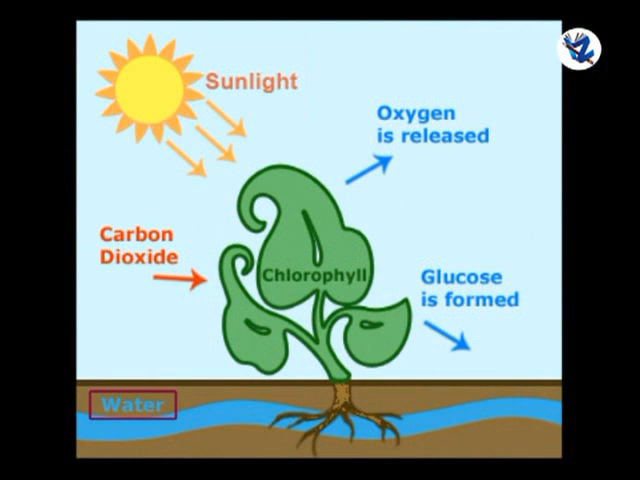 Sunlight
Oxygen
is released
Carbon
Dioxide
Chlorophyll
Glucose
is formed
Water